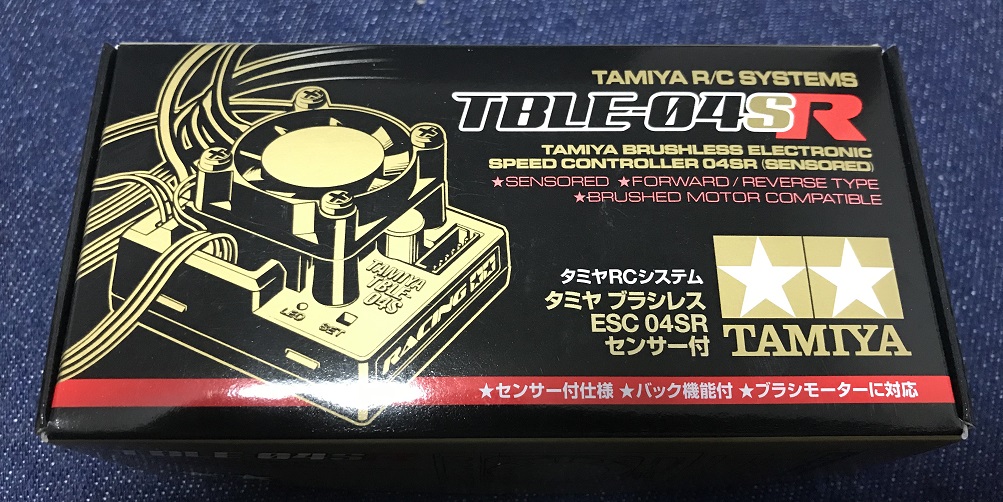 TAMIYA R/C SYSTEMS
TBLE-04SR
TAMIYA BRUSHLESS ELECTRONIC
SPEED CONTROLLER 04SR (SENSORED)
★SENSORED ★FORWARD/REVERSE TYPE
★BRUSHED MOTOR COMPATIBLE
タミヤRCシステム
タミヤ ブラシレス
ESC 04SR
センサー付
TAMIYA
TAMIYA
TBLE-
04S
LED
SET
RACING
★センサー付仕様 ★バック機能付 ★ブラシモーターに対応
TBLE-04S